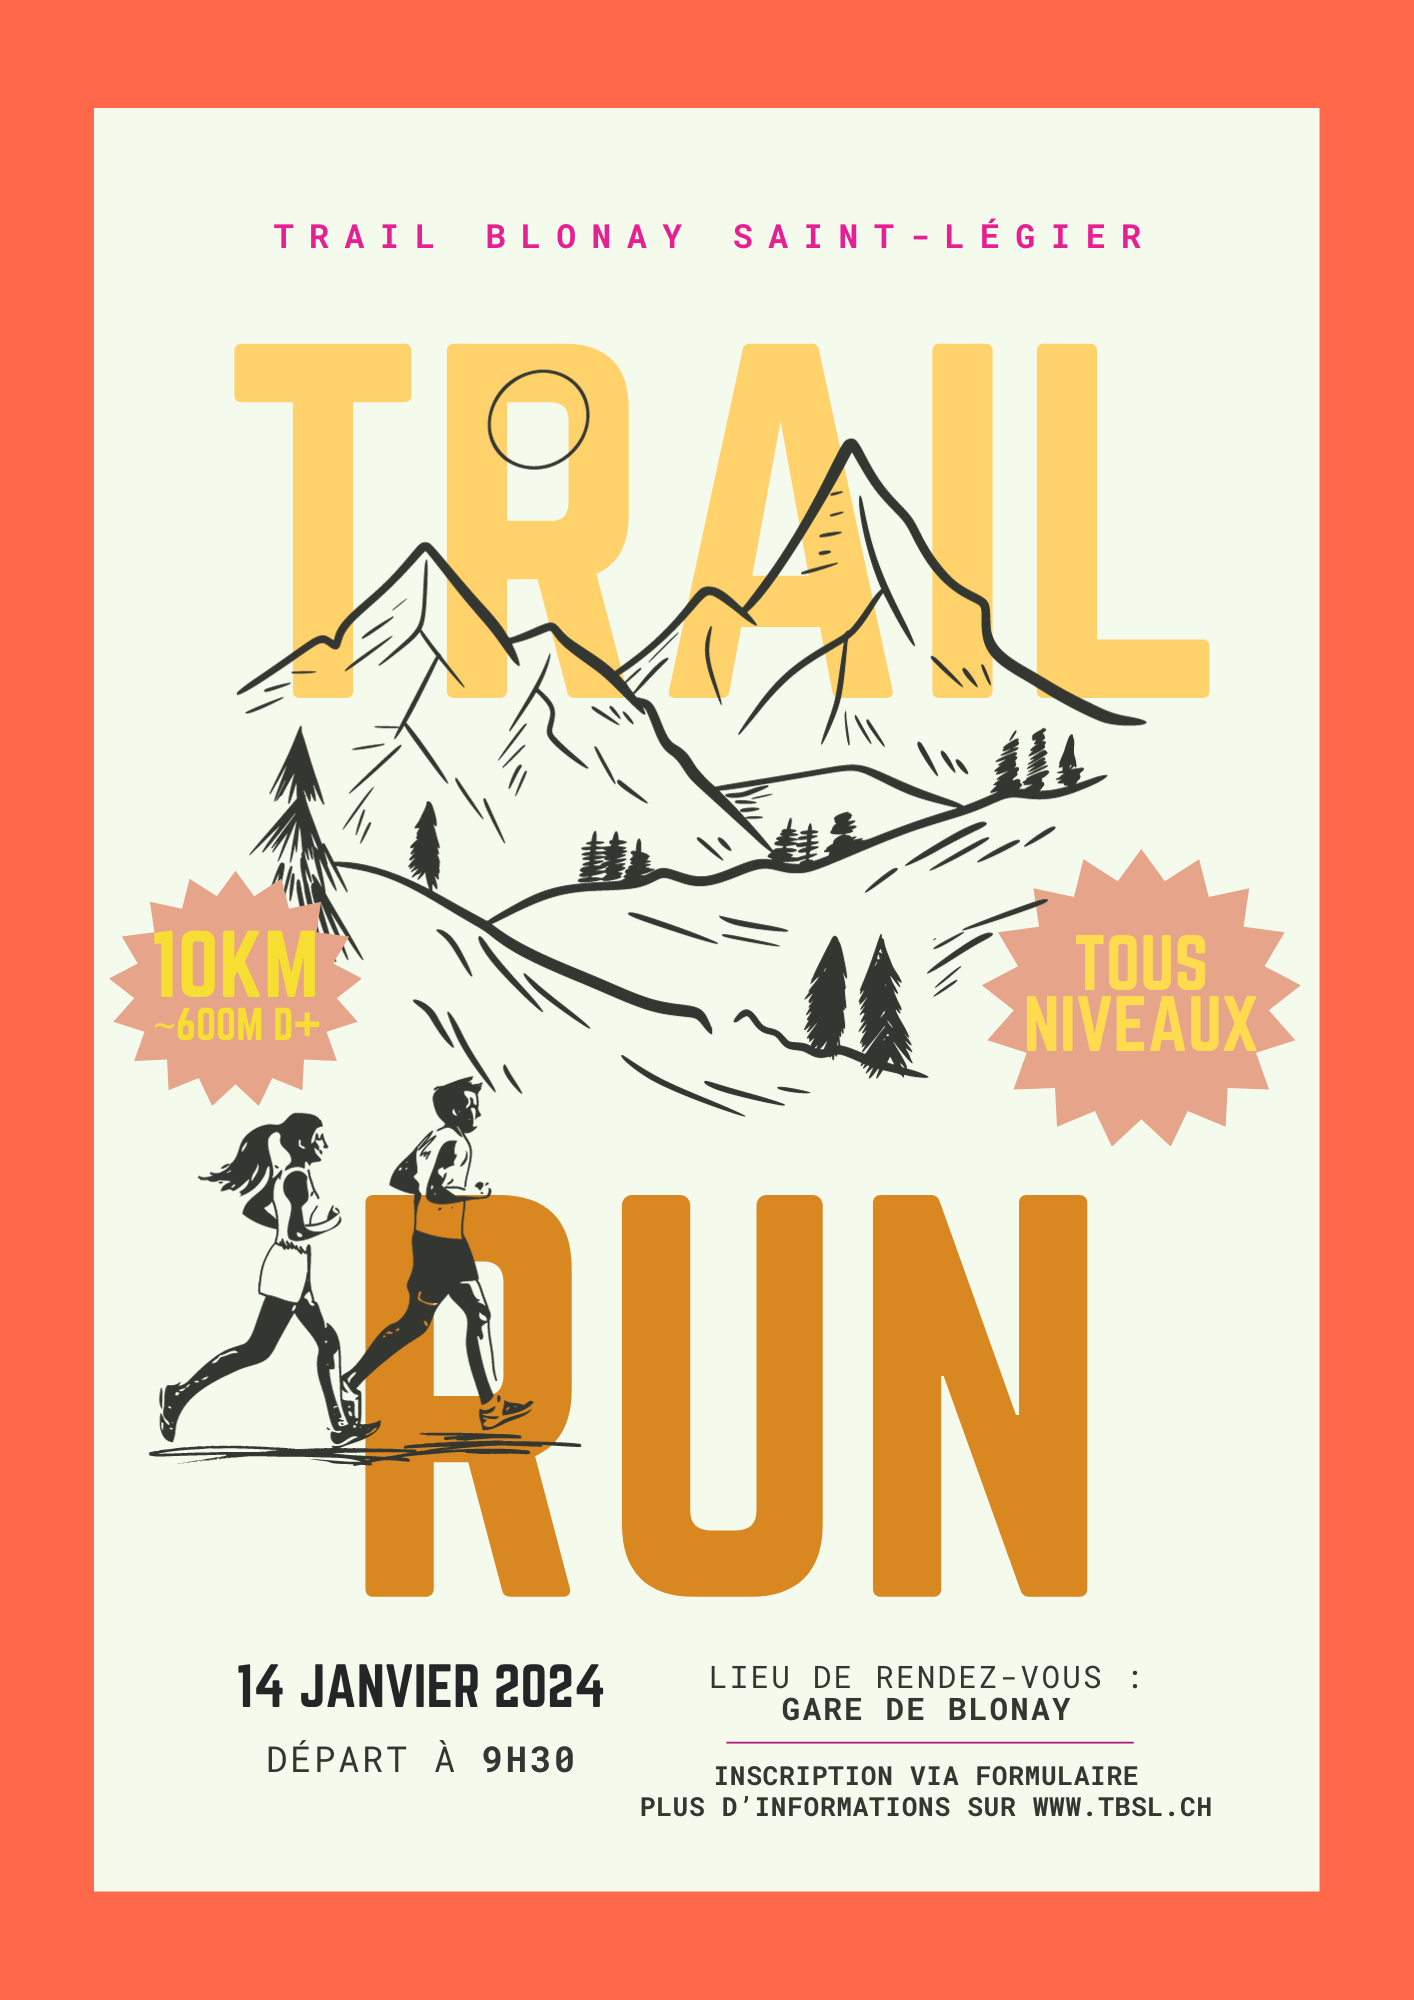 TRAIL BLONAY SAINT-LÉGIER
TRAIL
10KM
~600M D+
TOUS
NIVEAUX
RUN
14 JANVIER 2024
DÉPART À 9H30
LIEU DE RENDEZ-VOUS :
GARE DE BLONAY
INSCRIPTION VIA FORMULAIRE
PLUS D'INFORMATIONS SUR WWW.TBSL.CH